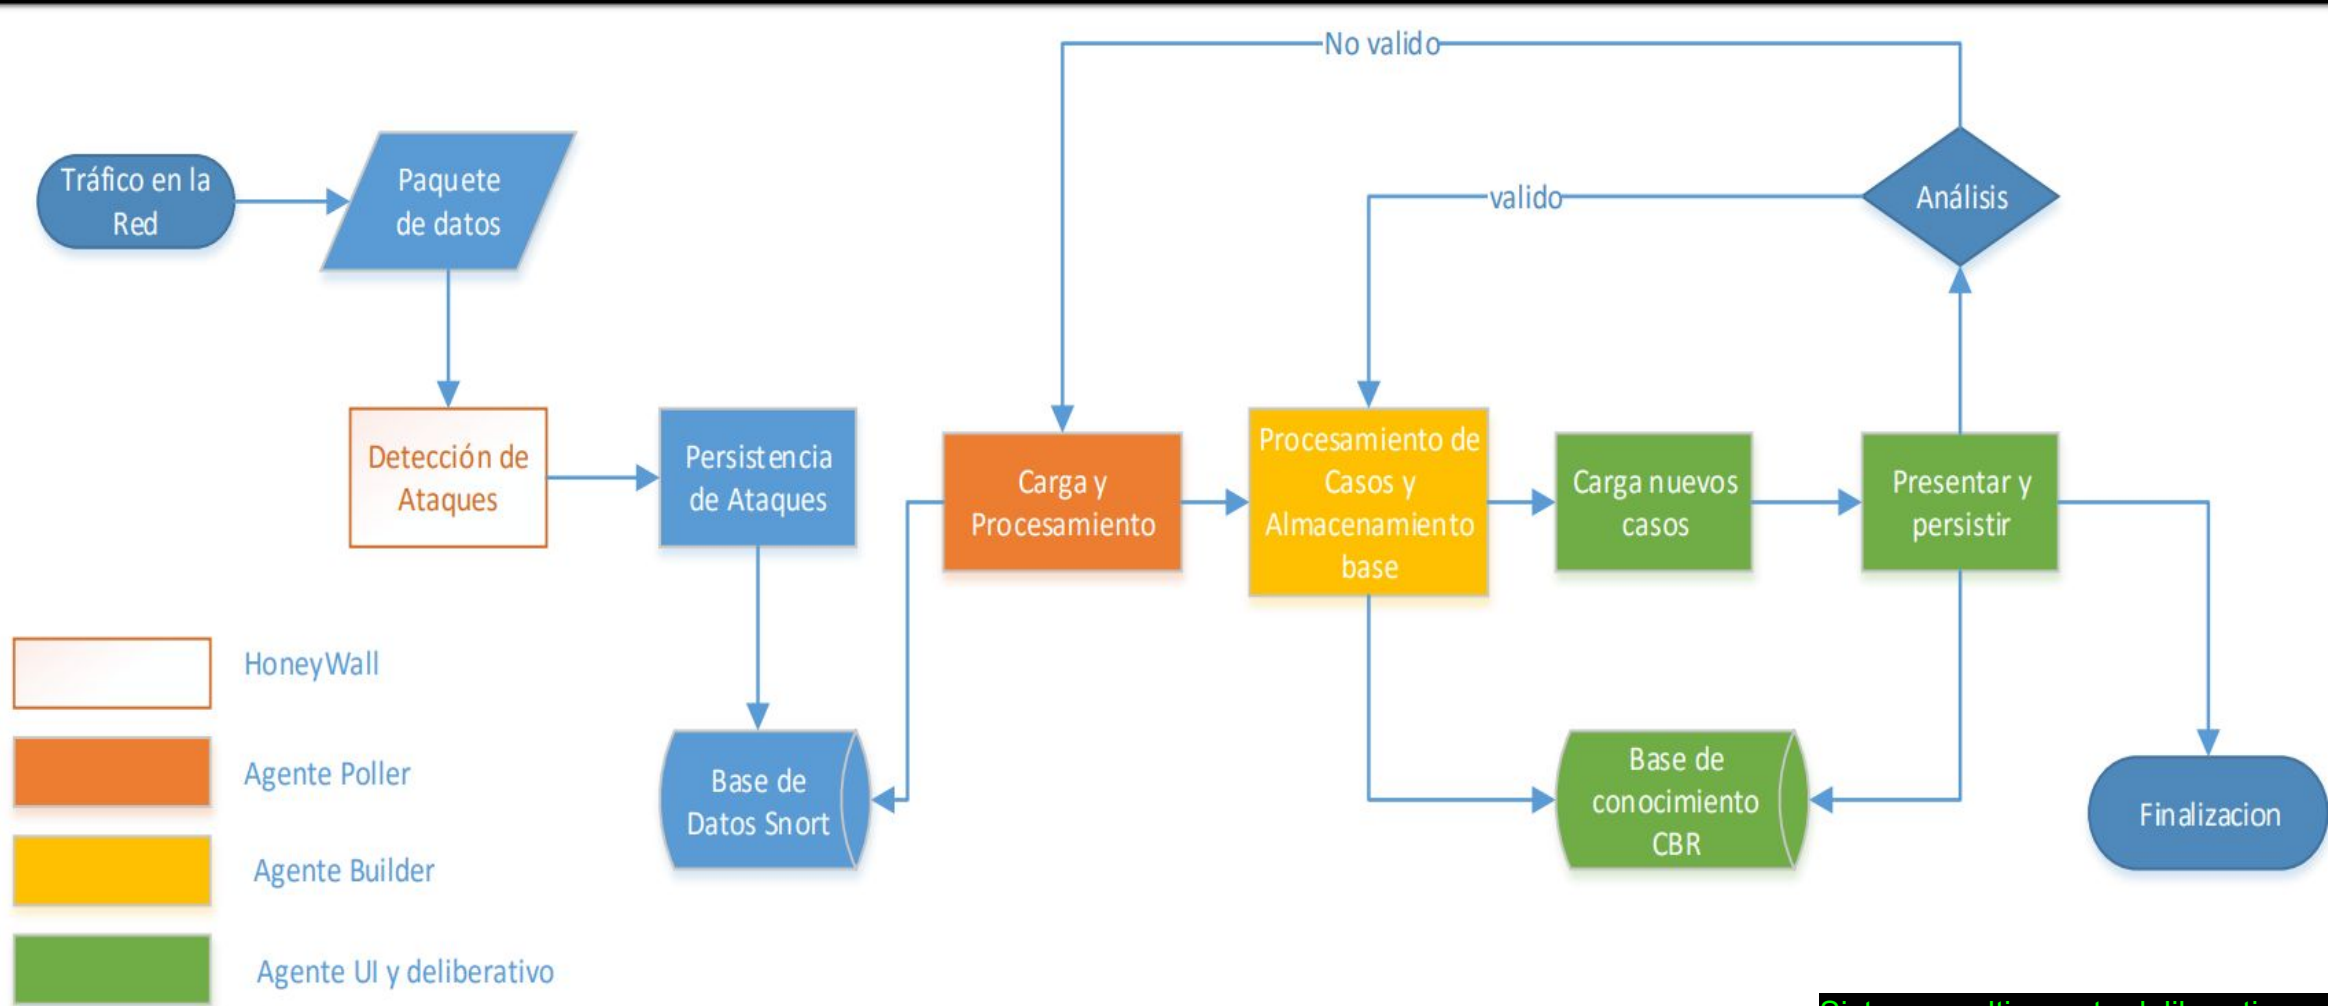 No valido
Tráfico en la
Red
Paquete
de datos
valido
Análisis
Detección de
Ataques
Persistencia
de Ataques
Carga y
Procesamiento
Procesamiento de
Casos y
Almacenamiento
base
Carga nuevos
casos
Presentar y
persistir
HoneyWall
Agente Poller
Agente Builder
Agente UI y deliberativo
Base de
Datos Snort
Base de
conocimiento
CBR
Finalizacion